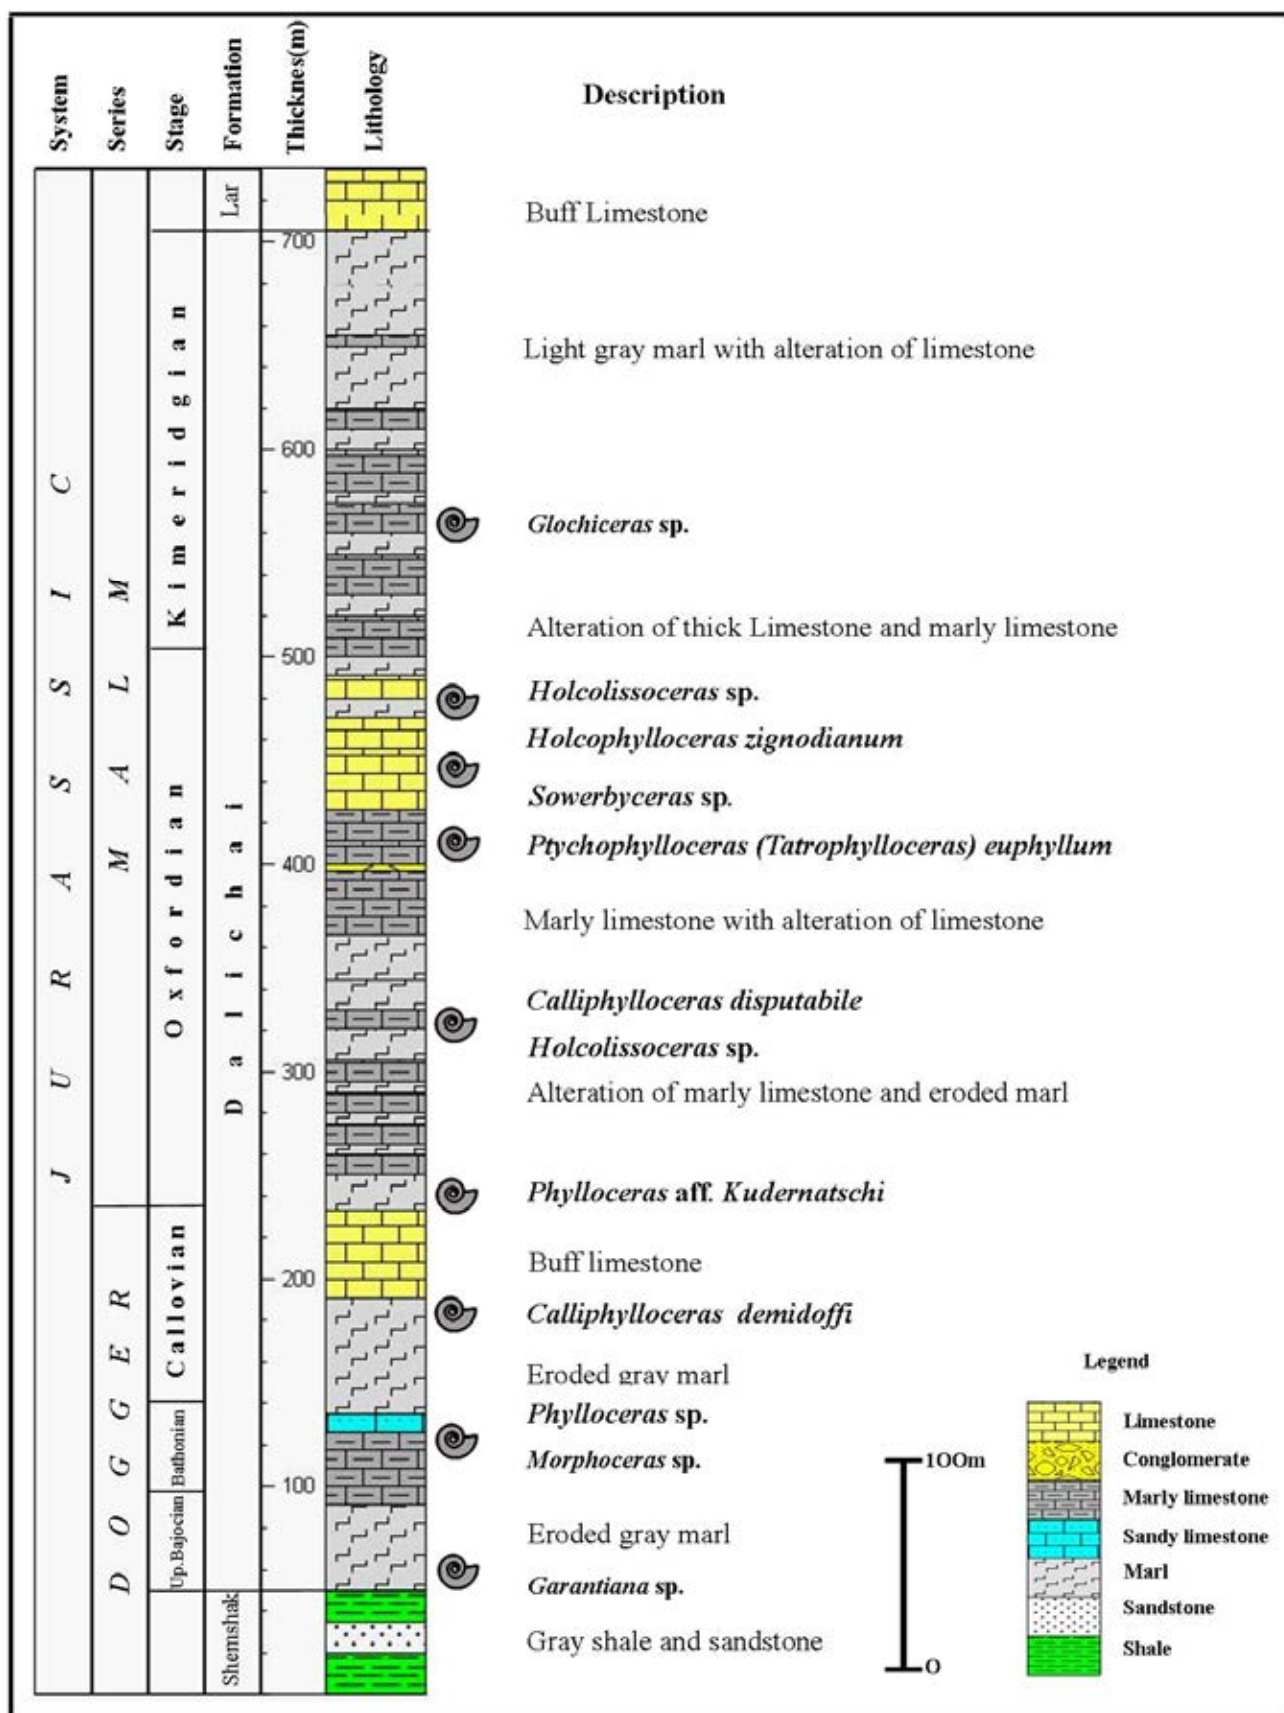 System
Series
Stage
Formation
Thicknes(m)
Lithology
Description
JURASSIC
MALM
DOGGER
Kimeridgian
Oxfordian
Callovian
Bathonian
Up.Bajocian
Lar
Dalichai
Shemshak
700
600
500
400
300
200
100
Buff Limestone
Light gray marl with alteration of limestone
Glochiceras sp.
Alteration of thick Limestone and marly limestone
Holcolissoceras sp.
Holcophylloceras zignodianum
Sowerbyceras sp.
Ptychophylloceras (Tatrophylloceras) euphyllum
Marly limestone with alteration of limestone
Calliphylloceras disputabile
Holcolissoceras sp.
Alteration of marly limestone and eroded marl
Phylloceras aff. Kudernatschi
Buff limestone
Calliphylloceras demidoffi
Eroded gray marl
Phylloceras sp.
Morphoceras sp.
Eroded gray marl
Garantiana sp.
Gray shale and sandstone
100m
0
Legend
Limestone
Conglomerate
Marly limestone
Sandy limestone
Marl
Sandstone
Shale